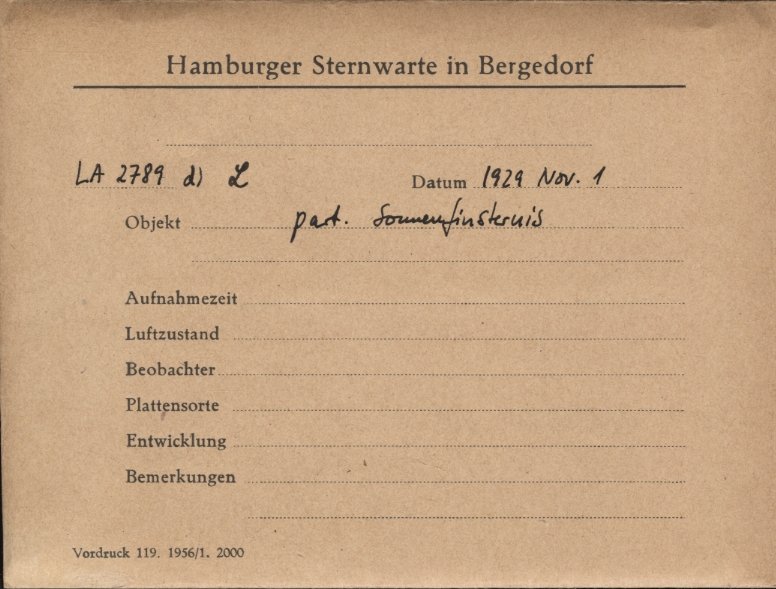 Hamburger Sternwarte in Bergedorf
LA 2789 d) L Datum 1929 Nov. 1
Objekt part. Sonnenfinsternis
Aufnahmezeit
Luftzustand
Beobachter
Plattensorte
Entwicklung
Bemerkungen
Vordruck 119. 1956/1. 2000